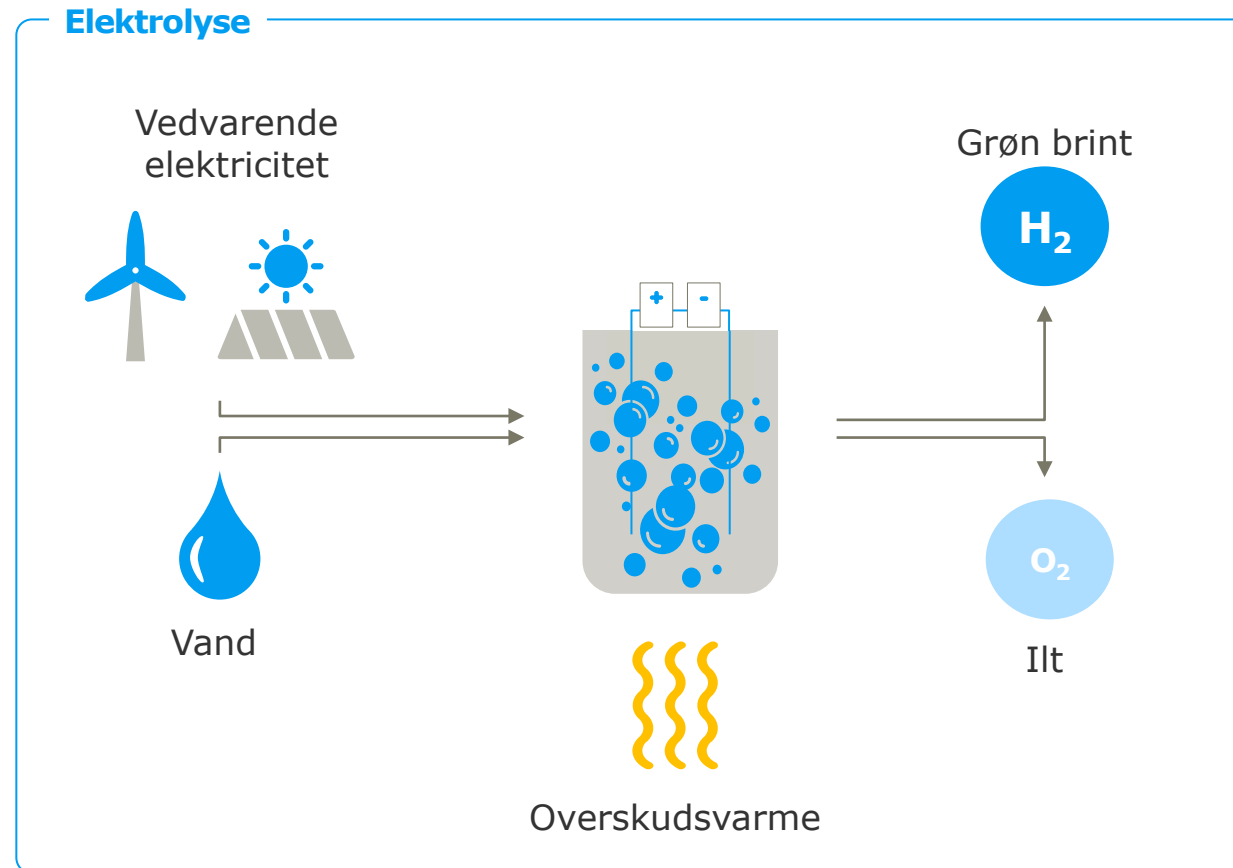 Elektrolyse
Vedvarende
elektricitet
Grøn brint
H₂
+ -
O₂
Vand
Ilt
Overskudsvarme